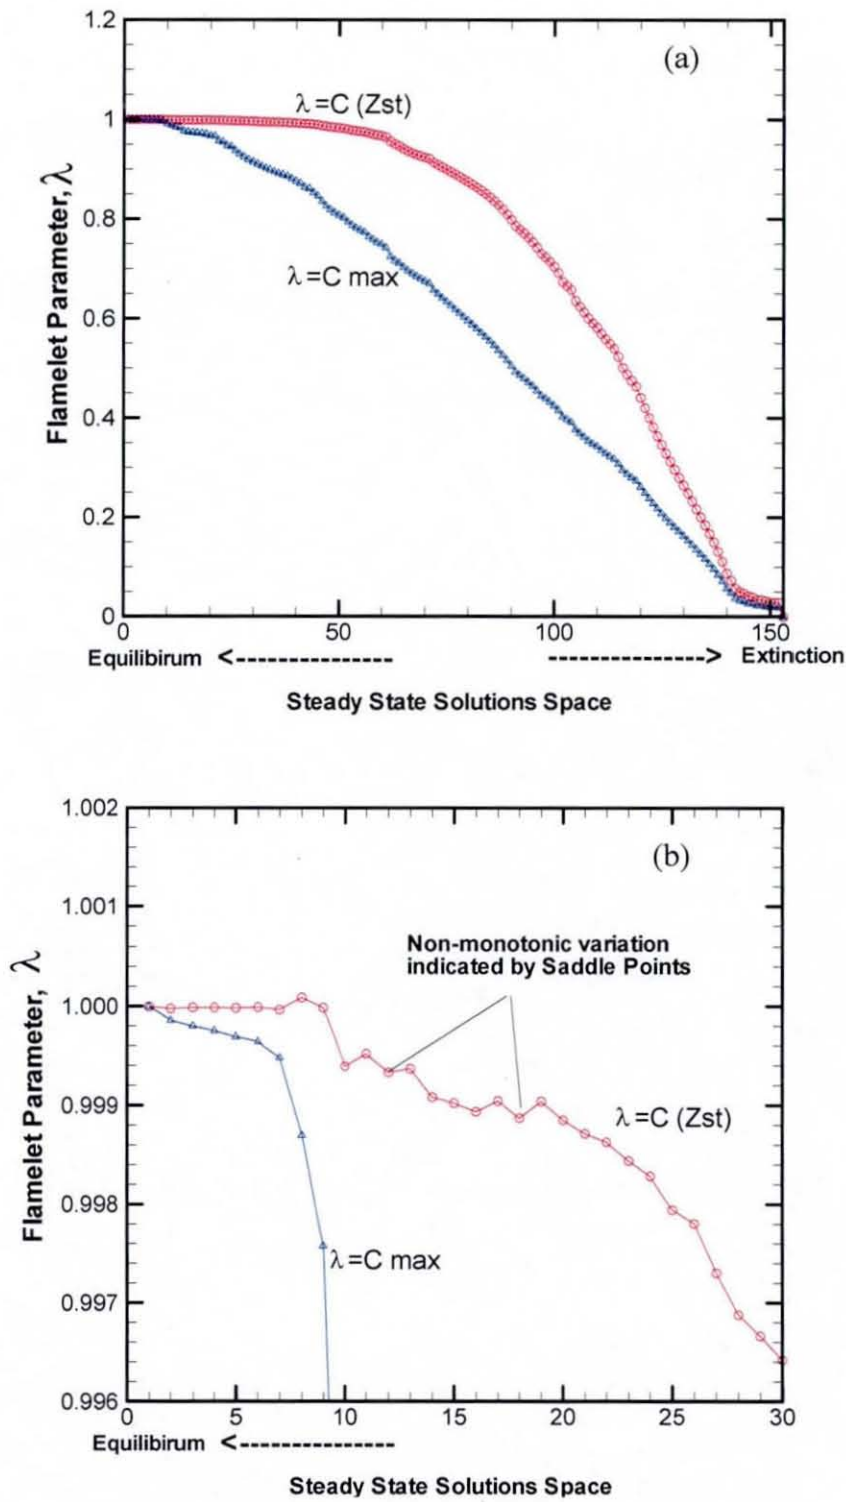 1.2
(a)
λ=C (Zst)
1
0.8
λ=C max
0.6
0.4
0.2
0
Flamelet Parameter, λ
0 50 100 150
Equilibirum <-------------- --------------> Extinction
Steady State Solutions Space
1.002
(b)
1.001
Non-monotonic variation
indicated by Saddle Points
1.000
0.999
λ=C (Zst)
0.998
λ=C max
0.997
0.996
Flamelet Parameter, λ
0 5 10 15 20 25 30
Equilibirum <--------------
Steady State Solutions Space